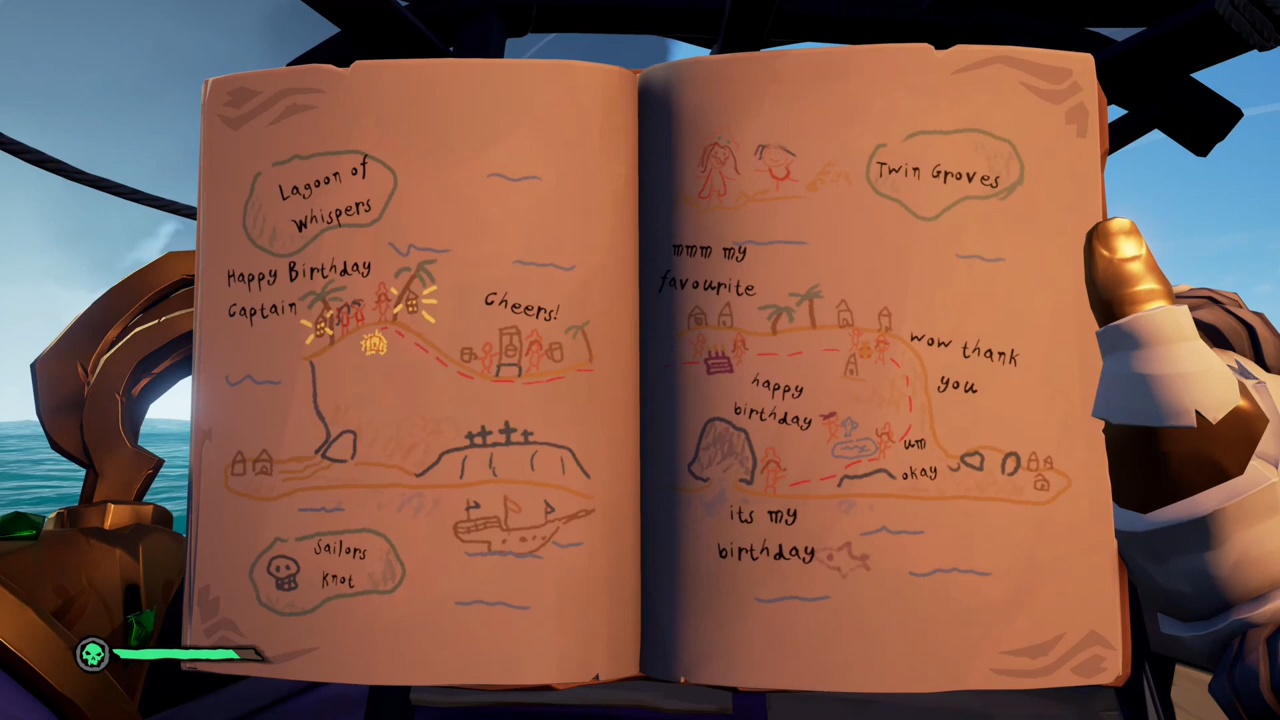 Lagoon of
Whispers
Happy Birthday
Captain
Cheers!
Sailors
Knot
Twin Groves
mmm my
favourite
wow thank
you
happy
birthday
um
okay
its my
birthday